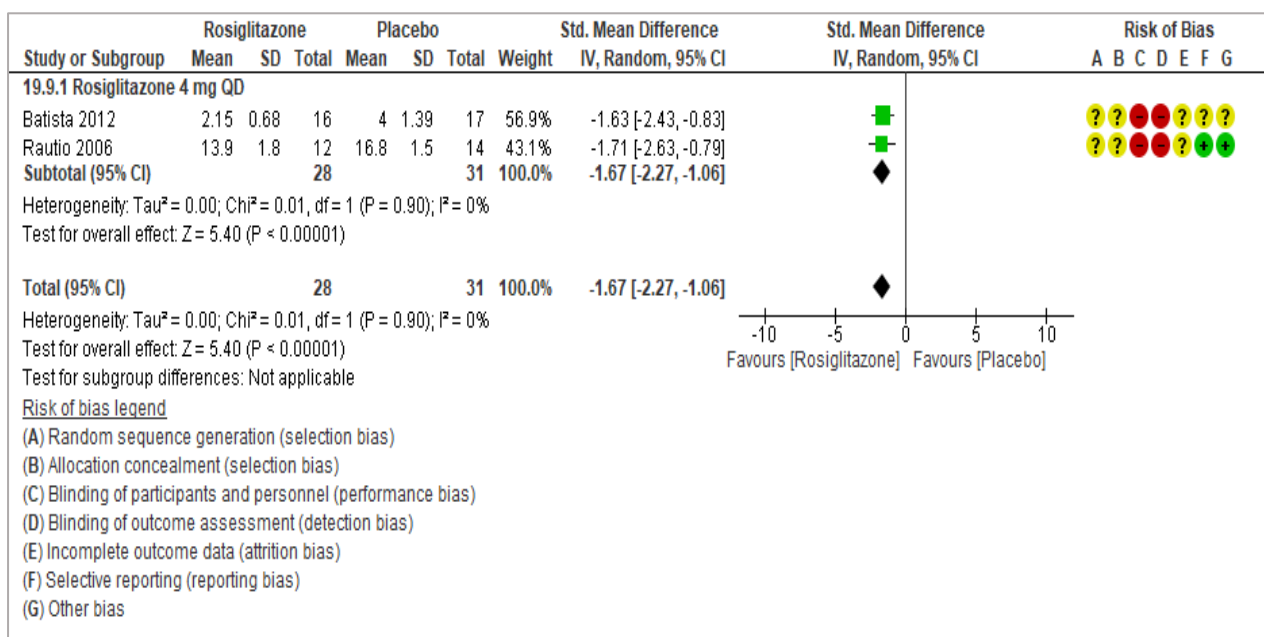 Rosiglitazone Placebo Std. Mean Difference Std. Mean Difference Risk of Bias
Study or Subgroup Mean SD Total Mean SD Total Weight IV, Random, 95% CI IV, Random, 95% CI A B C D E F G
19.9.1 Rosiglitazone 4 mg QD
Batista 2012 2.15 0.68 16 4 1.39 17 56.9% -1.63 [-2.43, -0.83] ? ? - - ? ? ?
Rautio 2006 13.9 1.8 12 16.8 1.5 14 43.1% -1.71 [-2.63, -0.79] ? ? - - ? + +
Subtotal (95% CI) 28 31 100.0% -1.67 [-2.27, -1.06]
Heterogeneity: Tau² = 0.00; Chi² = 0.01, df = 1 (P = 0.90); I² = 0%
Test for overall effect: Z = 5.40 (P < 0.00001)
Total (95% CI) 28 31 100.0% -1.67 [-2.27, -1.06]
Heterogeneity: Tau² = 0.00; Chi² = 0.01, df = 1 (P = 0.90); I² = 0%
Test for overall effect: Z = 5.40 (P < 0.00001)
Test for subgroup differences: Not applicable
-10 -5 0 5 10
Favours [Rosiglitazone] Favours [Placebo]
Risk of bias legend
(A) Random sequence generation (selection bias)
(B) Allocation concealment (selection bias)
(C) Blinding of participants and personnel (performance bias)
(D) Blinding of outcome assessment (detection bias)
(E) Incomplete outcome data (attrition bias)
(F) Selective reporting (reporting bias)
(G) Other bias